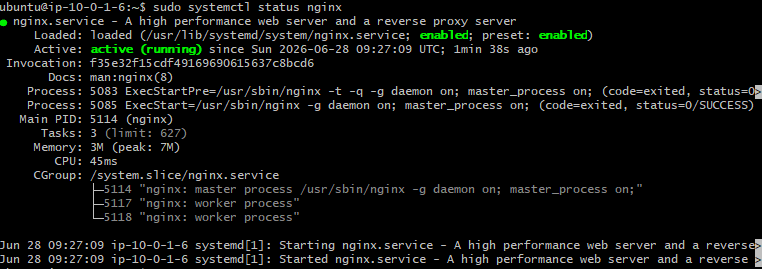 ubuntu@ip-10-0-1-6:~$ sudo systemctl status nginx
● nginx.service - A high performance web server and a reverse proxy server
Loaded: loaded (/usr/lib/systemd/system/nginx.service; enabled; preset: enabled)
Active: active (running) since Sun 2026-06-28 09:27:09 UTC; 1min 38s ago
Invocation: f35e32f15cdf49169690615637c8bcd6
Docs: man:nginx(8)
Process: 5083 ExecStartPre=/usr/sbin/nginx -t -q -g daemon on; master_process on; (code=exited, status=0>
Process: 5085 ExecStart=/usr/sbin/nginx -g daemon on; master_process on; (code=exited, status=0/SUCCESS)
Main PID: 5114 (nginx)
Tasks: 3 (limit: 627)
Memory: 3M (peak: 7M)
CPU: 45ms
CGroup: /system.slice/nginx.service
├─5114 "nginx: master process /usr/sbin/nginx -g daemon on; master_process on;"
├─5117 "nginx: worker process"
└─5118 "nginx: worker process"
Jun 28 09:27:09 ip-10-0-1-6 systemd[1]: Starting nginx.service - A high performance web server and a reverse>
Jun 28 09:27:09 ip-10-0-1-6 systemd[1]: Started nginx.service - A high performance web server and a reverse >